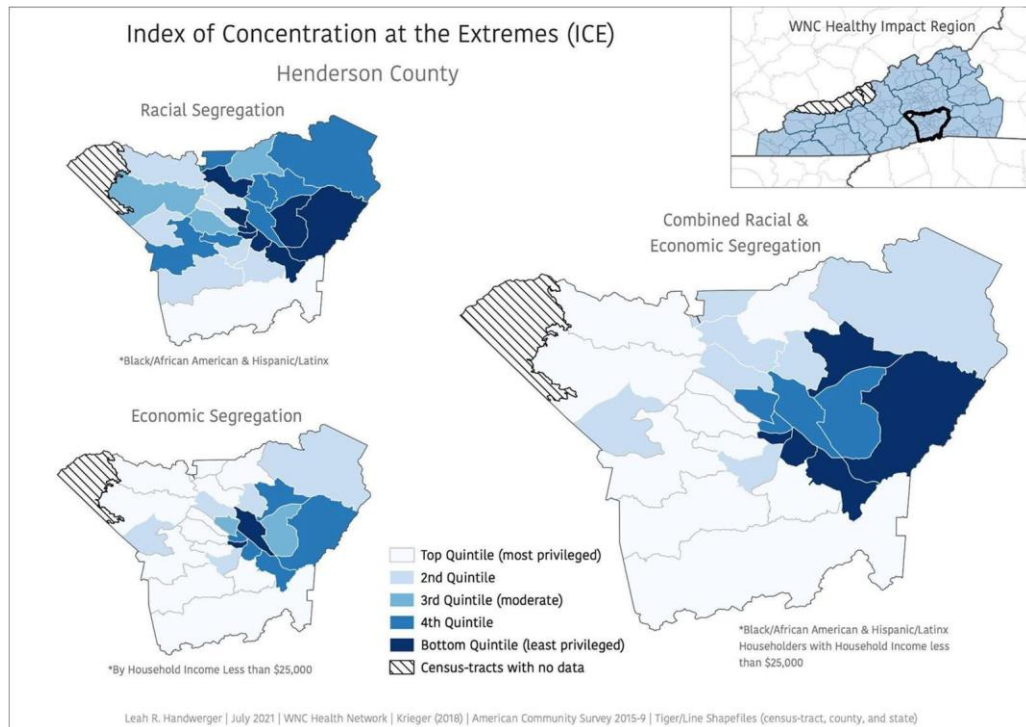 Index of Concentration at the Extremes (ICE)
Henderson County
WNC Healthy Impact Region
Racial Segregation
*Black/African American & Hispanic/Latinx
Combined Racial &
Economic Segregation
Economic Segregation
*By Household Income Less than $25,000
Top Quintile (most privileged)
2nd Quintile
3rd Quintile (moderate)
4th Quintile
Bottom Quintile (least privileged)
Census-tracts with no data
*Black/African American & Hispanic/Latinx
Householders with Household Income less
than $25,000
Leah R. Handwerger | July 2021 | WNC Health Network | Krieger (2018) | American Community Survey 2015-9 | Tiger/Line Shapefiles (census-tract, county, and state)